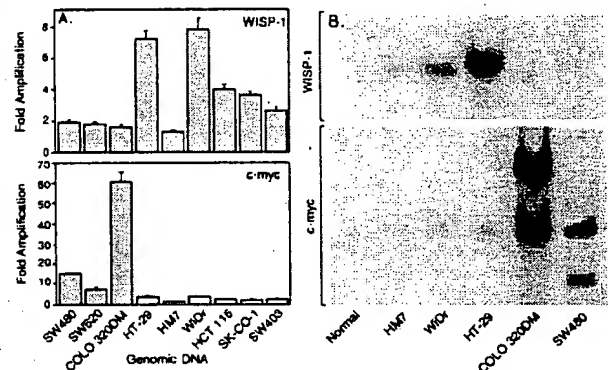 A.
WISP-1
Fold Amplification
8
6
4
2
0
c-myc
Fold Amplification
75
60
50
40
30
20
10
0
SW480
SW620
COLO 320DM
HT-29
HM7
WiDr
HCT 116
SK-CO-1
SW403
Genomic DNA
B.
WISP-1
c-myc
Normal
HM7
WiDr
HT-29
COLO 320DM
SW480